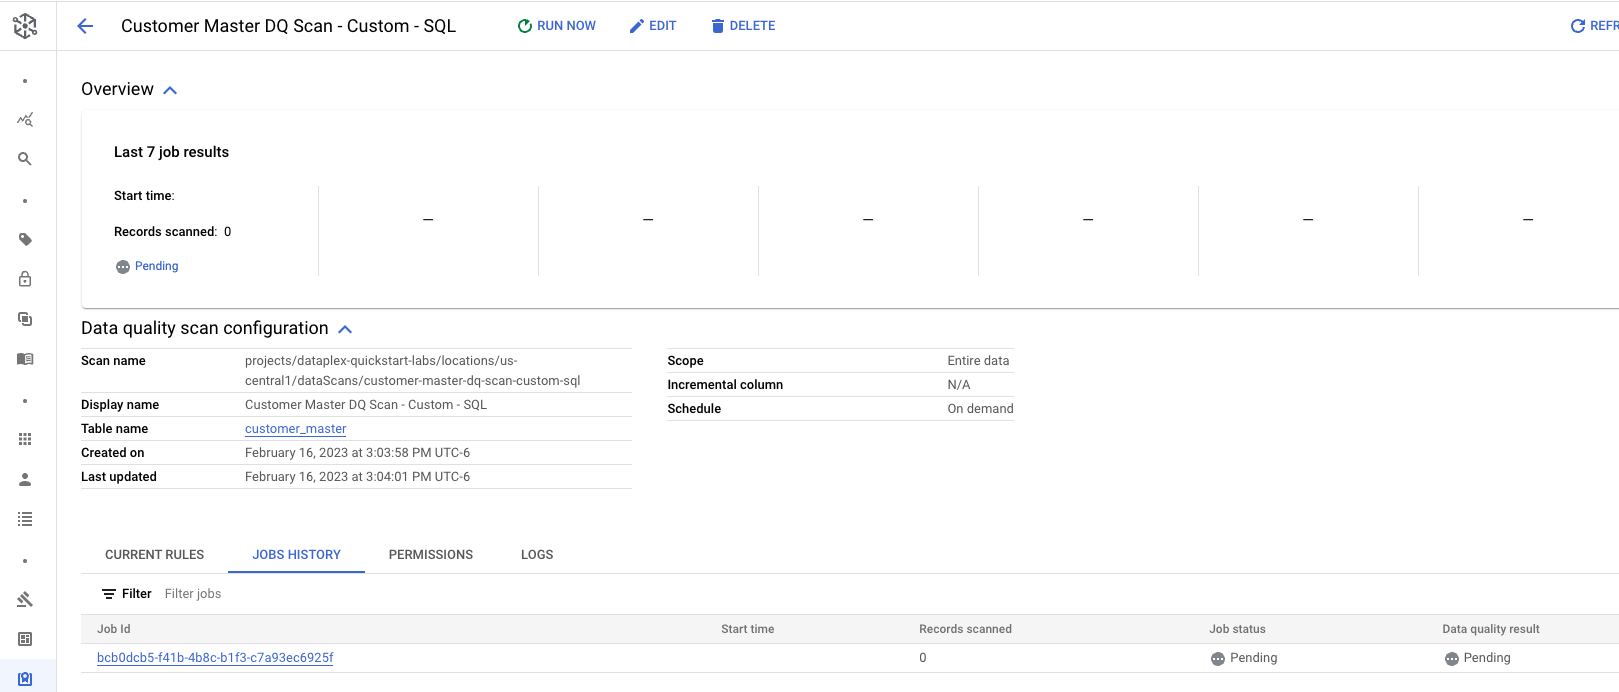 Customer Master DQ Scan - Custom - SQL RUN NOW EDIT DELETE REFR
Overview
Last 7 job results
Start time:
– – – – – –
Records scanned: 0
Pending
Data quality scan configuration
Scan name projects/dataplex-quickstart-labs/locations/us-
central1/dataScans/customer-master-dq-scan-custom-sql
Display name Customer Master DQ Scan - Custom - SQL
Table name customer_master
Created on February 16, 2023 at 3:03:58 PM UTC-6
Last updated February 16, 2023 at 3:04:01 PM UTC-6
Scope Entire data
Incremental column N/A
Schedule On demand
CURRENT RULES JOBS HISTORY PERMISSIONS LOGS
Filter Filter jobs
Job Id Start time Records scanned Job status Data quality result
bcb0dcb5-f41b-4b8c-b1f3-c7a93ec6925f 0 Pending Pending